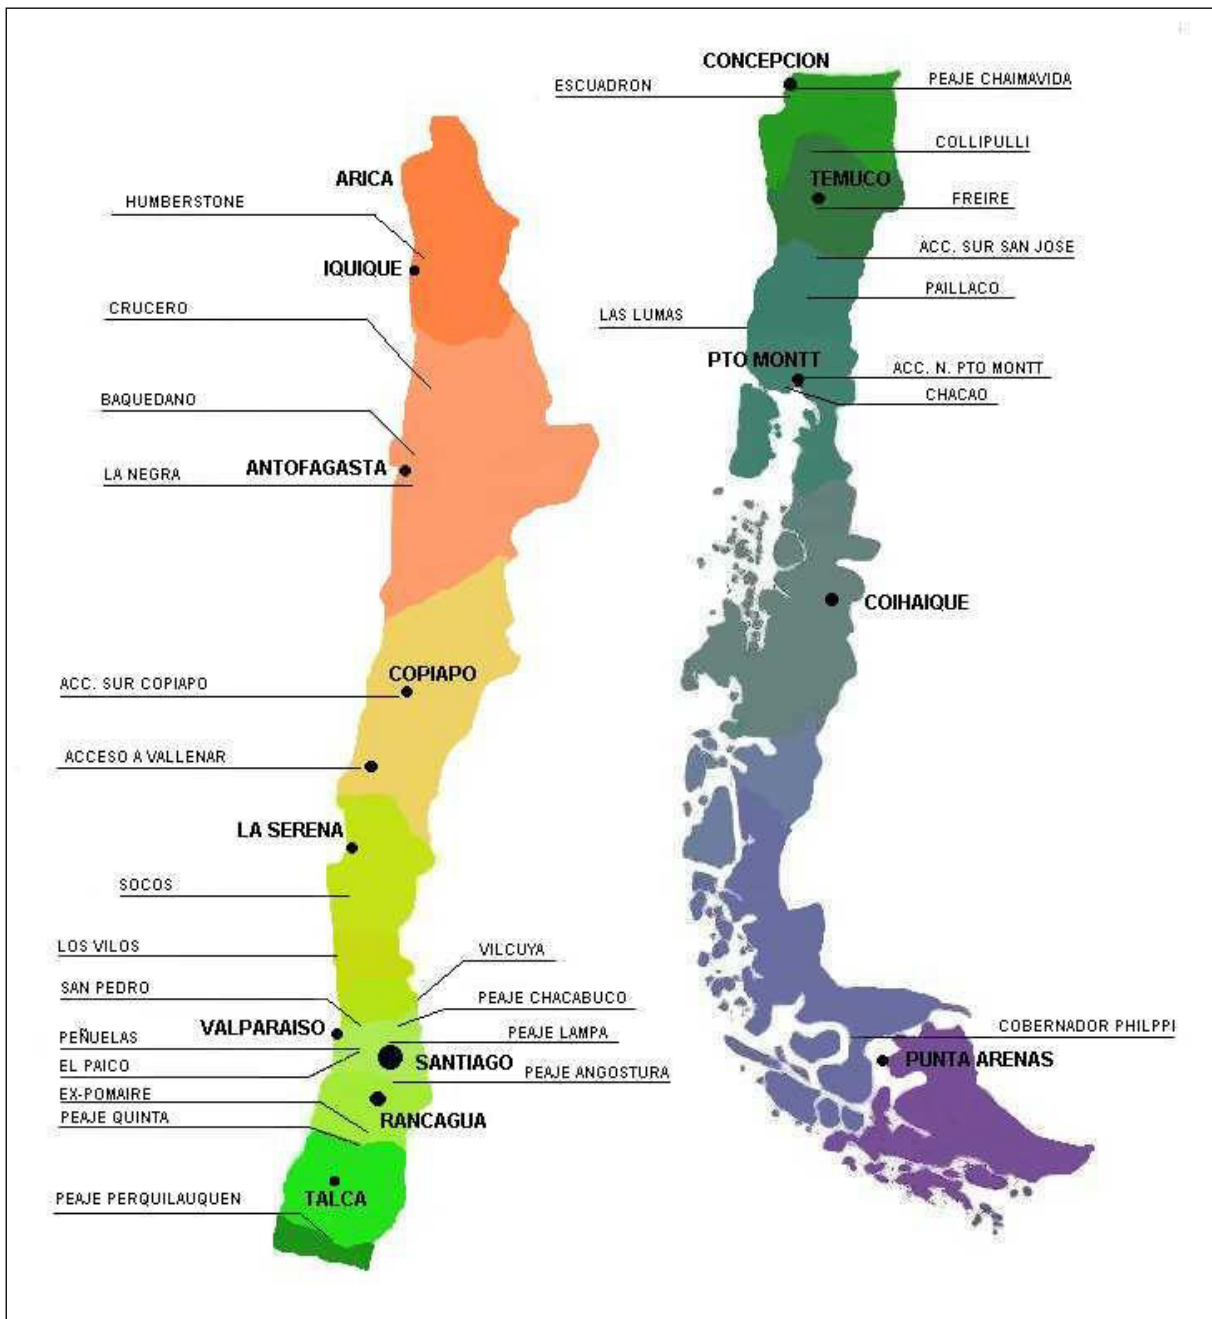 ARICA
HUMBERSTONE
IQUIQUE
CRUCERO
BAQUEDANO
ANTOFAGASTA
LA NEGRA
COPIAPO
ACC. SUR COPIAPO
ACCESO A VALLENAR
LA SERENA
SOCOS
LOS VILOS
VILCUYA
SAN PEDRO
PEAJE CHACABUCO
VALPARAISO
PEÑUELAS
PEAJE LAMPA
EL PAICO
SANTIAGO
PEAJE ANGOSTURA
EX-POMAIRE
PEAJE QUINTA
RANCAGUA
PEAJE PERQUILAUQUEN
TALCA
CONCEPCION
ESCUADRON
PEAJE CHAIMAVIDA
COLLIPULLI
TEMUCO
FREIRE
ACC. SUR SAN JOSE
PAILLACO
LAS LUMAS
PTO MONTT
ACC. N. PTO MONTT
CHACAO
COIHAIQUE
COBERNADOR PHILPPI
PUNTA ARENAS